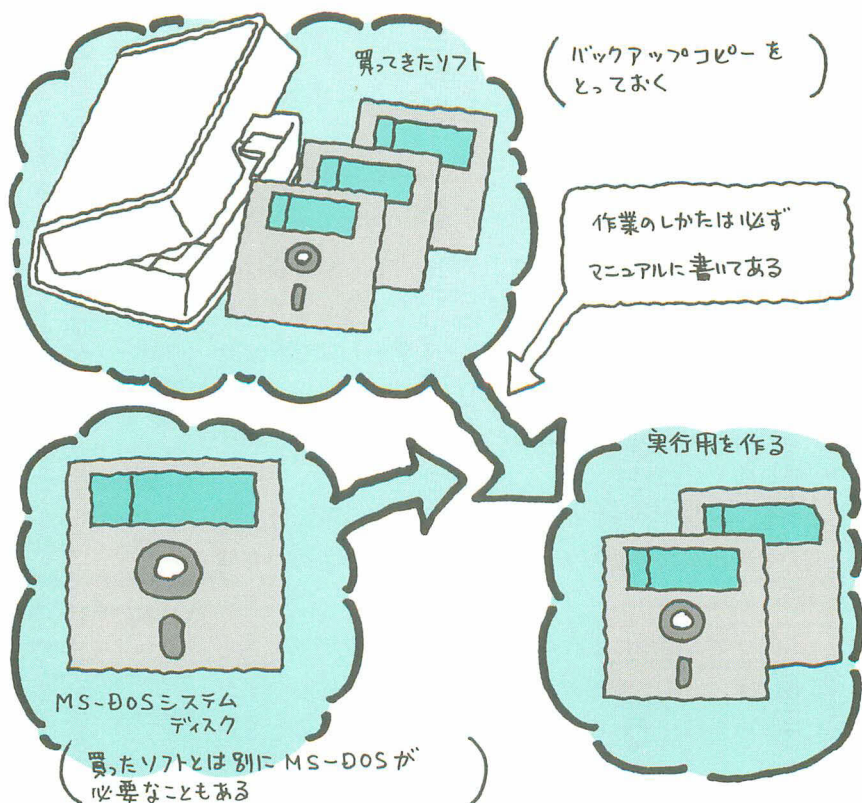 買ってきたソフト
(バックアップコピーを
とっておく)
作業のしかたは必ず
マニュアルに書いてある
実行用を作る
MS-DOSシステム
ディスク
(買ったソフトとは別にMS-DOSが
必要なこともある)